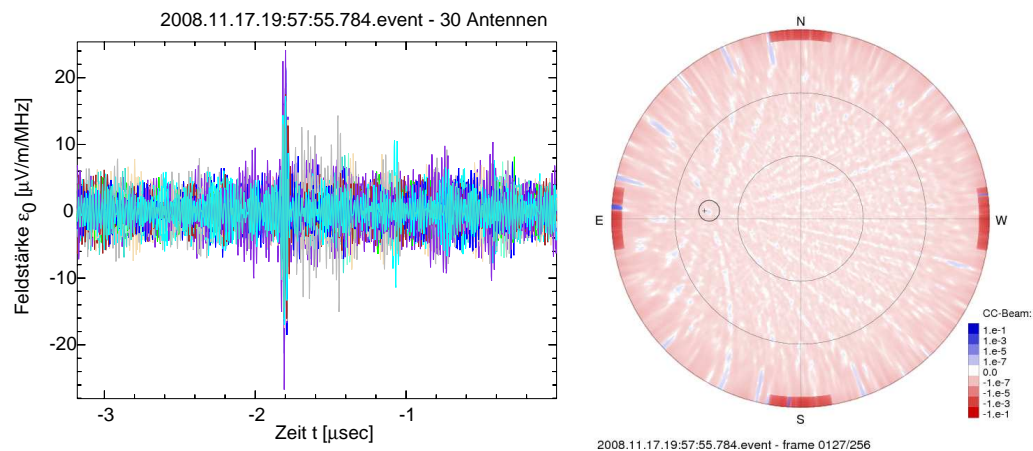 2008.11.17.19:57:55.784.event - 30 Antennen
Feldstärke ε0 [μV/m/MHz]
20
10
0
-10
-20
-3
-2
-1
Zeit t [μsec]
N
E
W
S
CC-Beam:
1.e-1
1.e-3
1.e-5
1.e-7
0.0
-1.e-7
-1.e-5
-1.e-3
-1.e-1
2008.11.17.19:57:55.784.event - frame 0127/256